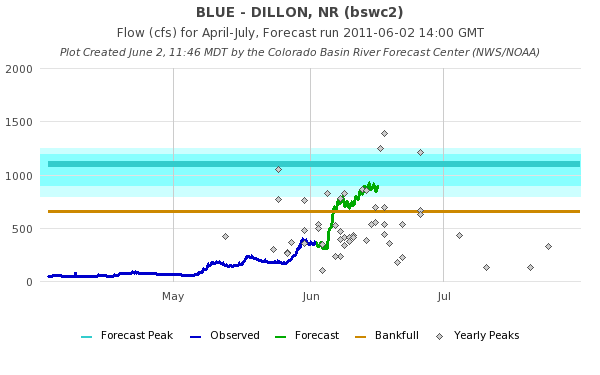 BLUE - DILLON, NR (bswc2)
Flow (cfs) for April-July, Forecast run 2011-06-02 14:00 GMT
Plot Created June 2, 11:46 MDT by the Colorado Basin River Forecast Center (NWS/NOAA)
2000
1500
1000
500
0
May Jun Jul
Forecast Peak Observed Forecast Bankfull Yearly Peaks